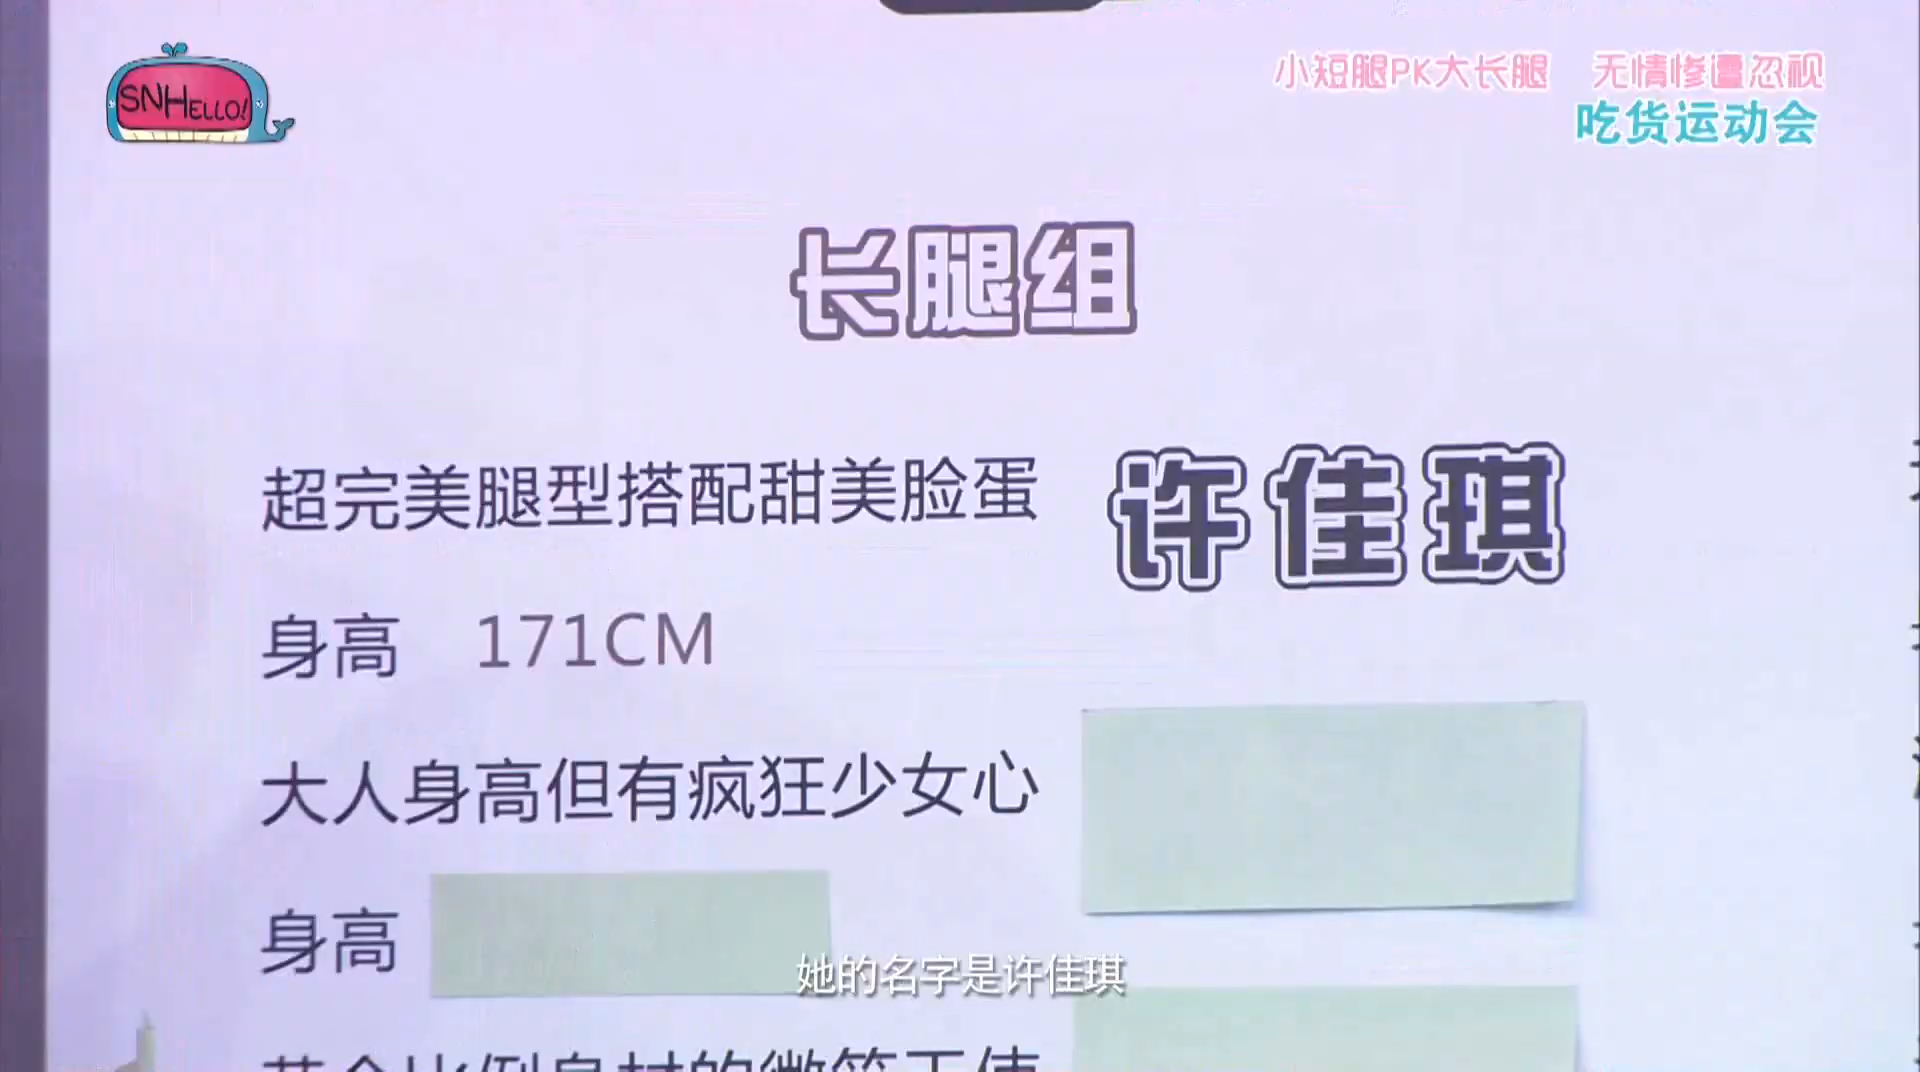 SNHELLO!
小短腿PK大长腿 无情惨遭忽视
吃货运动会
长腿组
超完美腿型搭配甜美脸蛋
许佳琪
身高 171CM
大人身高但有疯狂少女心
身高
她的名字是许佳琪